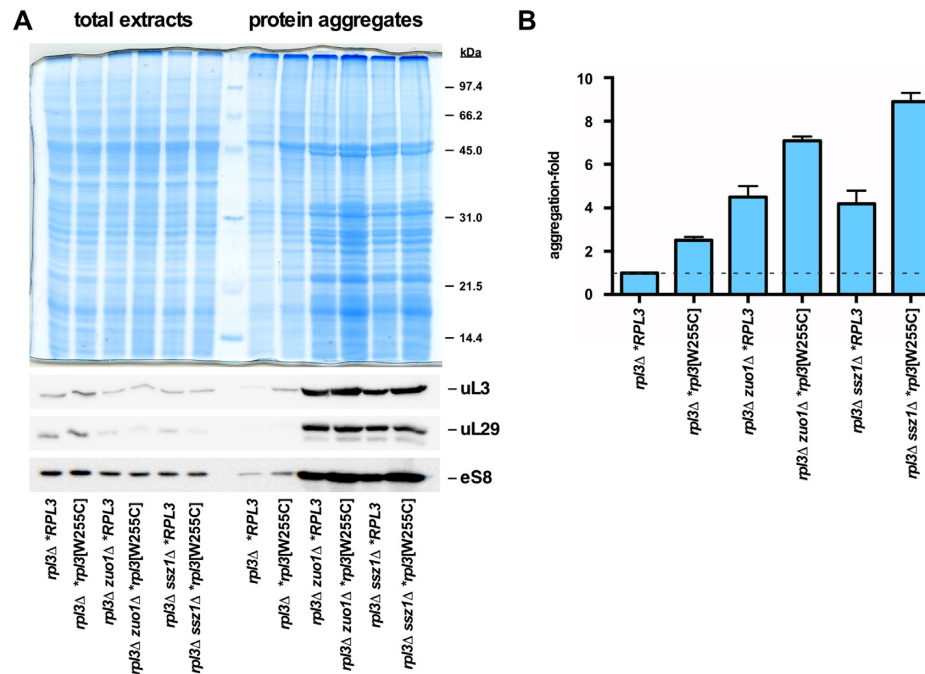 A
total extracts
protein aggregates
kDa
– 97.4
– 66.2
– 45.0
– 31.0
– 21.5
– 14.4
– uL3
– uL29
– eS8
rpl3Δ *RPL3
rpl3Δ *rpl3[W255C]
rpl3Δ zuo1Δ *RPL3
rpl3Δ zuo1Δ *rpl3[W255C]
rpl3Δ ssz1Δ *RPL3
rpl3Δ ssz1Δ *rpl3[W255C]
rpl3Δ *RPL3
rpl3Δ *rpl3[W255C]
rpl3Δ zuo1Δ *RPL3
rpl3Δ zuo1Δ *rpl3[W255C]
rpl3Δ ssz1Δ *RPL3
rpl3Δ ssz1Δ *rpl3[W255C]
B
aggregation-fold
10
8
6
4
2
0
rpl3Δ *RPL3
rpl3Δ *rpl3[W255C]
rpl3Δ zuo1Δ *RPL3
rpl3Δ zuo1Δ *rpl3[W255C]
rpl3Δ ssz1Δ *RPL3
rpl3Δ ssz1Δ *rpl3[W255C]